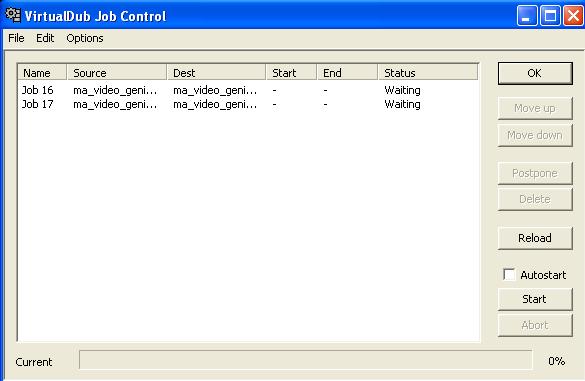 VirtualDub Job Control
File Edit Options
Name Source Dest Start End Status
Job 16 ma_video_geni... ma_video_geni... - - Waiting
Job 17 ma_video_geni... ma_video_geni... - - Waiting
OK
Move up
Move down
Postpone
Delete
Reload
Autostart
Start
Abort
Current 0%